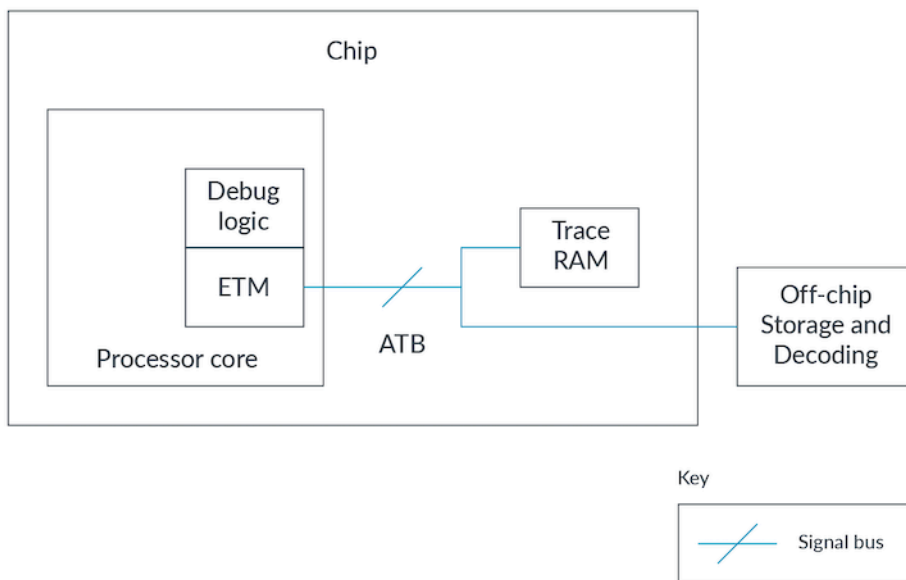 Chip
Debug
logic
ETM
Processor core
ATB
Trace
RAM
Off-chip
Storage and
Decoding
Key
Signal bus